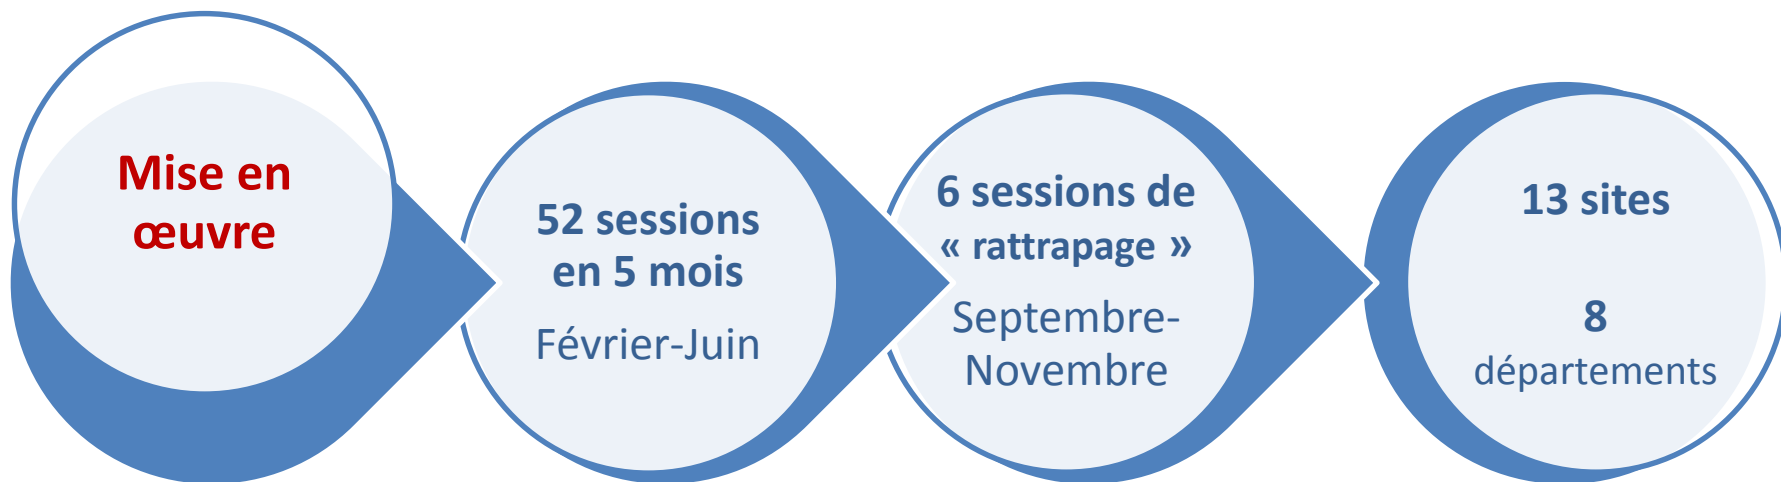 Mise en
œuvre
52 sessions
en 5 mois
Février-Juin
6 sessions de
« rattrapage »
Septembre-
Novembre
13 sites
8
départements